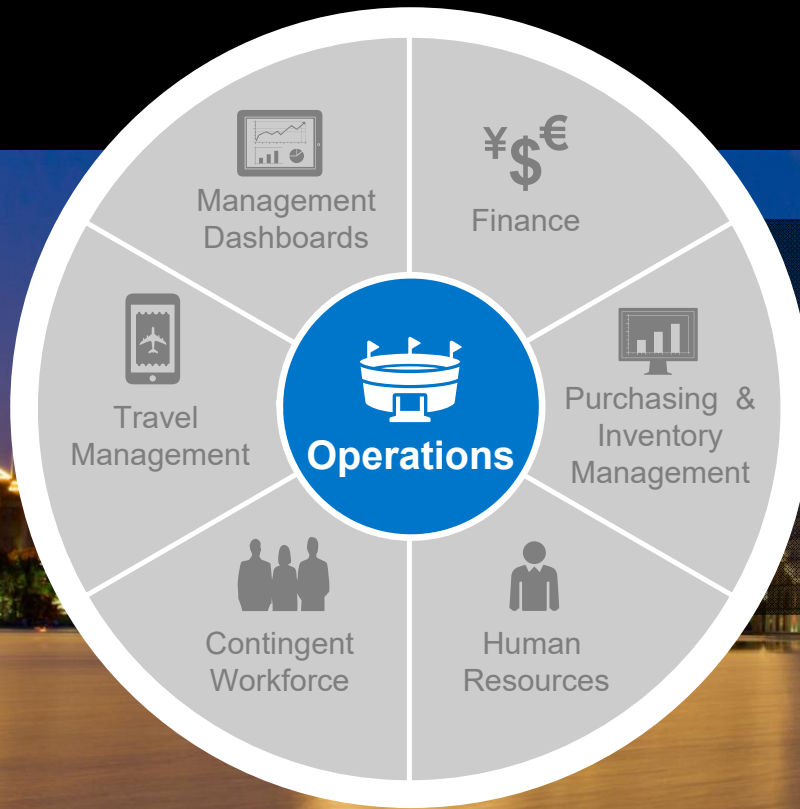 Management
Dashboards
¥$€
Finance
Travel
Management
Operations
Purchasing &
Inventory
Management
Contingent
Workforce
Human
Resources